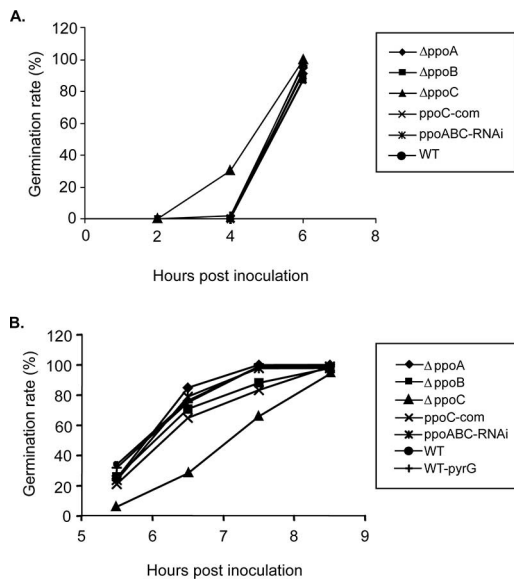 A.
Germination rate (%)
120
100
80
60
40
20
0
0 2 4 6 8
Hours post inoculation
ΔppoA
ΔppoB
ΔppoC
ppoC-com
ppoABC-RNAi
WT
B.
Germination rate (%)
120
100
80
60
40
20
0
5 6 7 8 9
Hours post inoculation
ΔppoA
ΔppoB
ΔppoC
ppoC-com
ppoABC-RNAi
WT
WT-pyrG